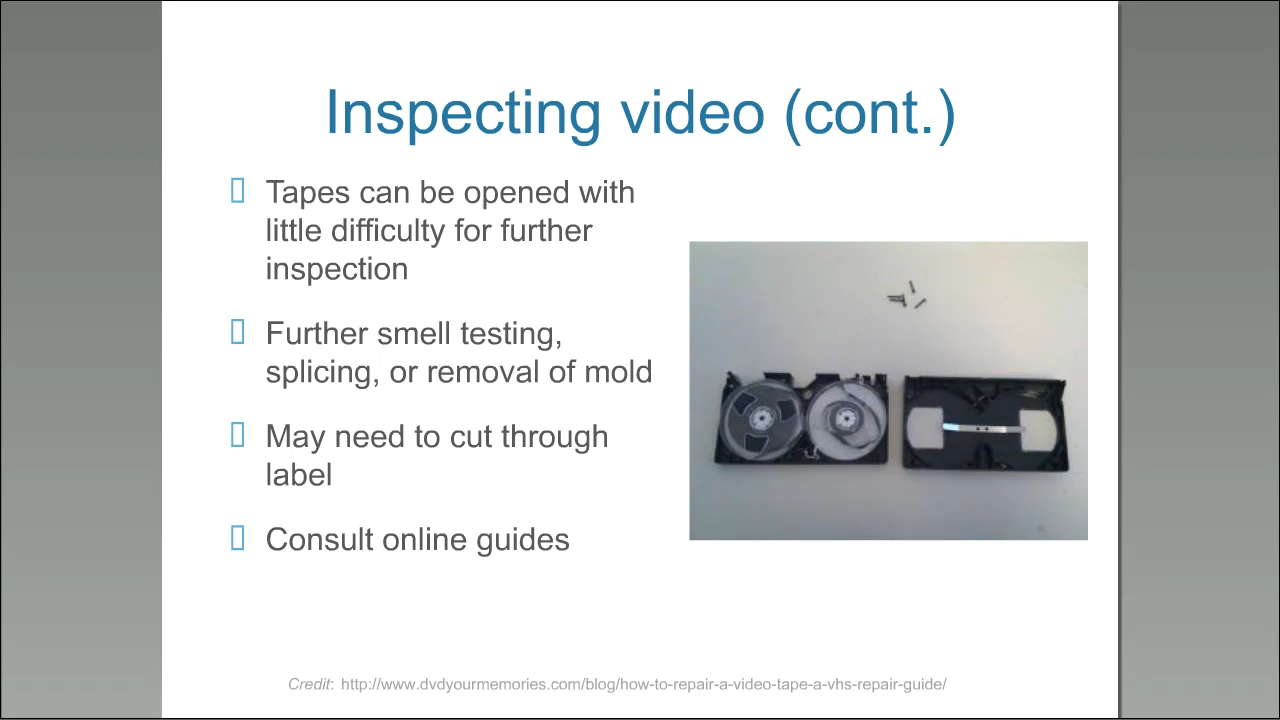 Inspecting video (cont.)
Tapes can be opened with
little difficulty for further
inspection
Further smell testing,
splicing, or removal of mold
May need to cut through
label
Consult online guides
Credit: http://www.dvdyourmemories.com/blog/how-to-repair-a-video-tape-a-vhs-repair-guide/